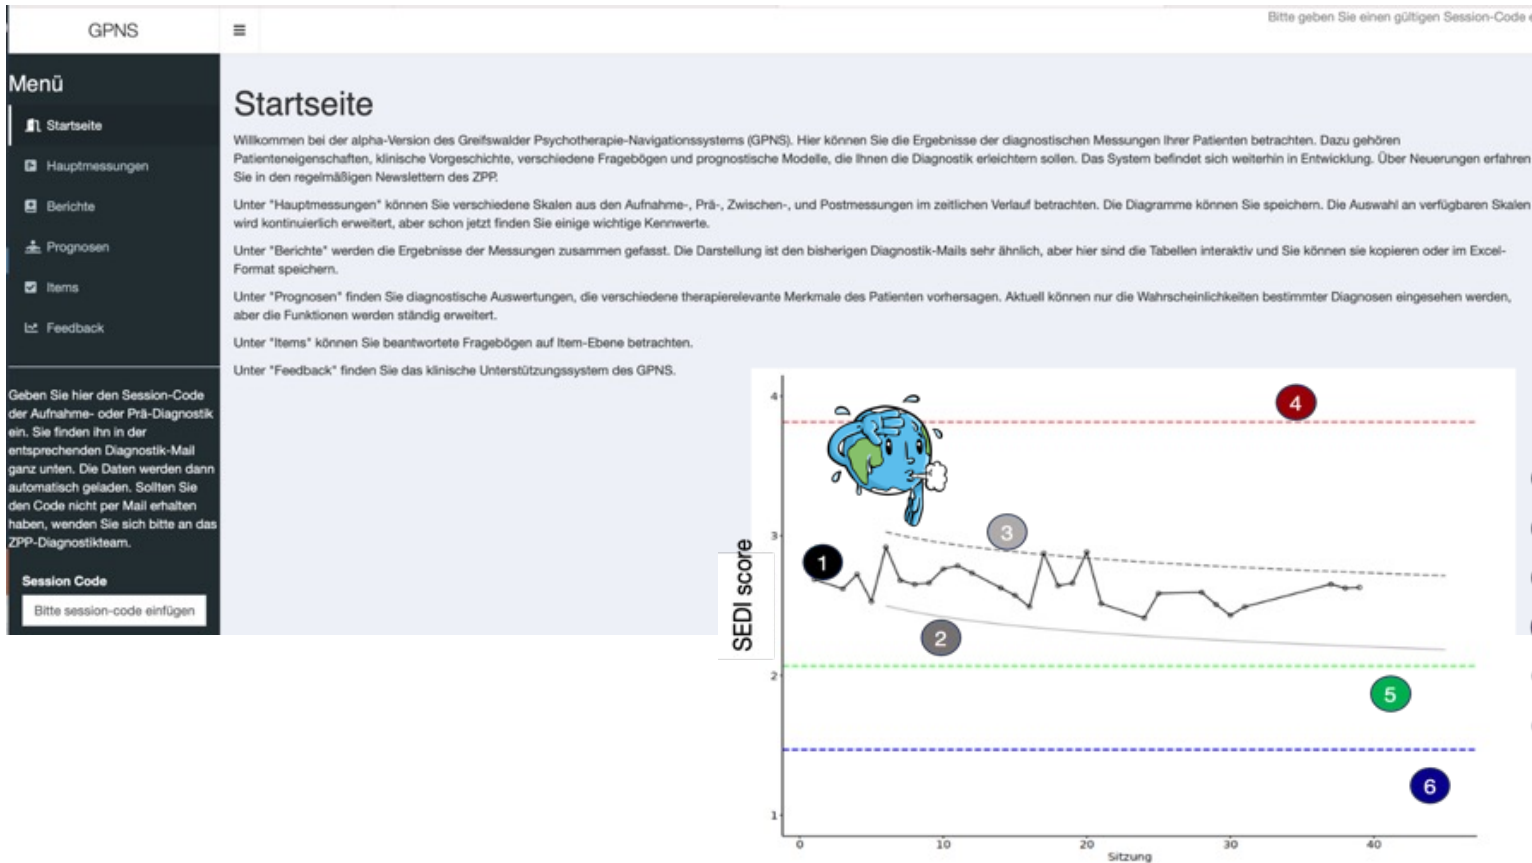 GPNS
Bitte geben Sie einen gültigen Session-Code
Menü
Startseite
Hauptmessungen
Berichte
Prognosen
Items
Feedback
Geben Sie hier den Session-Code
der Aufnahme- oder Prä-Diagnostik
ein. Sie finden ihn in der
entsprechenden Diagnostik-Mail
ganz unten. Die Daten werden dann
automatisch geladen. Sollten Sie
den Code nicht per Mail erhalten
haben, wenden Sie sich bitte an das
ZPP-Diagnostikteam.
Session Code
Bitte session-code einfügen
Startseite
Willkommen bei der alpha-Version des Greifswalder Psychotherapie-Navigationssystems (GPNS). Hier können Sie die Ergebnisse der diagnostischen Messungen Ihrer Patienten betrachten. Dazu gehören
Patienteneigenschaften, klinische Vorgeschichte, verschiedene Fragebögen und prognostische Modelle, die Ihnen die Diagnostik erleichtern sollen. Das System befindet sich weiterhin in Entwicklung. Über Neuerungen erfahren
Sie in den regelmäßigen Newslettern des ZPP.
Unter "Hauptmessungen" können Sie verschiedene Skalen aus den Aufnahme-, Prä-, Zwischen-, und Postmessungen im zeitlichen Verlauf betrachten. Die Diagramme können Sie speichern. Die Auswahl an verfügbaren Skalen
wird kontinuierlich erweitert, aber schon jetzt finden Sie einige wichtige Kennwerte.
Unter "Berichte" werden die Ergebnisse der Messungen zusammen gefasst. Die Darstellung ist den bisherigen Diagnostik-Mails sehr ähnlich, aber hier sind die Tabellen interaktiv und Sie können sie kopieren oder im Excel-
Format speichern.
Unter "Prognosen" finden Sie diagnostische Auswertungen, die verschiedene therapierelevante Merkmale des Patienten vorhersagen. Aktuell können nur die Wahrscheinlichkeiten bestimmter Diagnosen eingesehen werden,
aber die Funktionen werden ständig erweitert.
Unter "Items" können Sie beantwortete Fragebögen auf Item-Ebene betrachten.
Unter "Feedback" finden Sie das klinische Unterstützungssystem des GPNS.
SEDI score
4
3
2
1
4
3
1
2
5
6
0
10
20
30
40
Sitzung